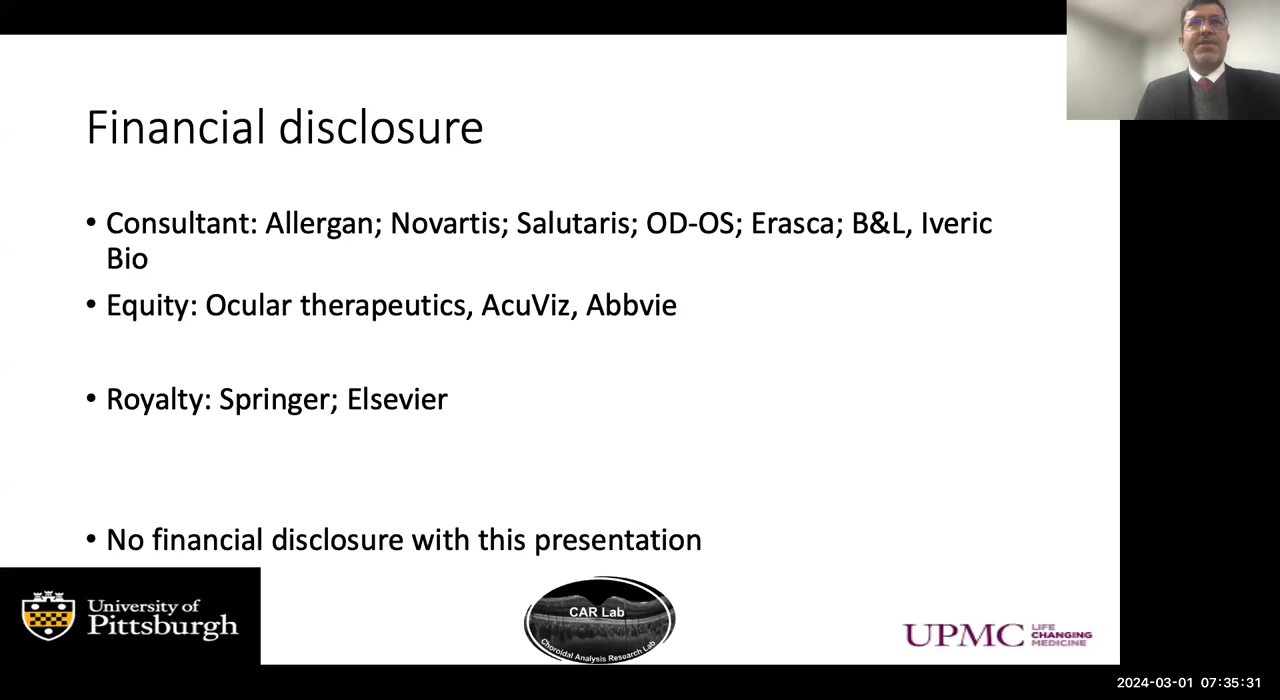 Financial disclosure
• Consultant: Allergan; Novartis; Salutaris; OD-OS; Erasca; B&L, Iveric
Bio
• Equity: Ocular therapeutics, AcuViz, Abbvie
• Royalty: Springer; Elsevier
• No financial disclosure with this presentation
University of
Pittsburgh
CAR Lab
Choroidal Analysis Research Lab
UPMC LIFE
CHANGING
MEDICINE
2024-03-01 07:35:31